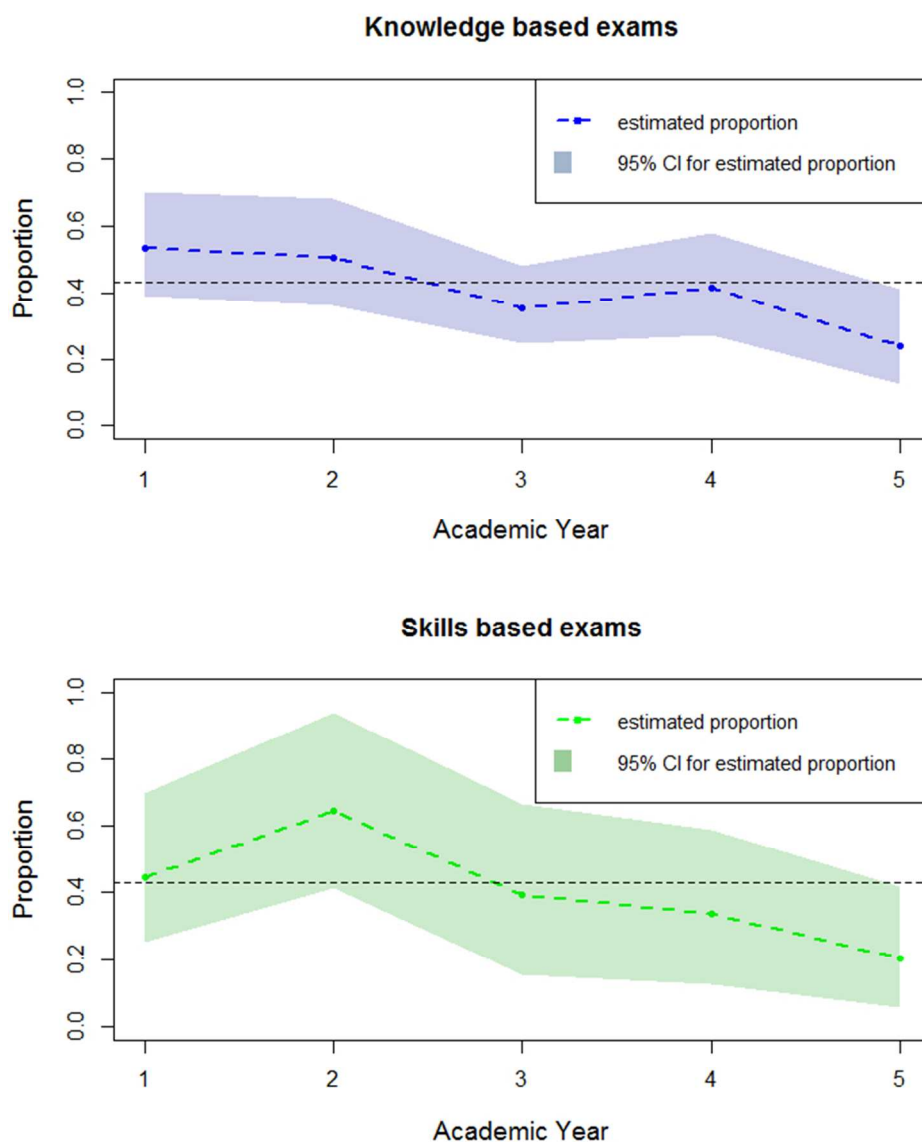 Knowledge based exams
1.0
0.8
0.6
0.4
0.2
0.0
Proportion
estimated proportion
95% CI for estimated proportion
1 2 3 4 5
Academic Year
Skills based exams
1.0
0.8
0.6
0.4
0.2
0.0
Proportion
estimated proportion
95% CI for estimated proportion
1 2 3 4 5
Academic Year